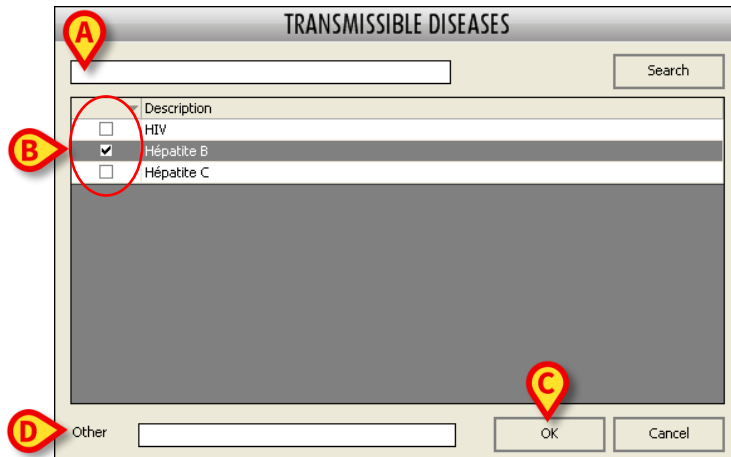 TRANSMISSIBLE DISEASES
A
Search
Description
HIV
B
Hépatite B
Hépatite C
C
D
Other
OK
Cancel